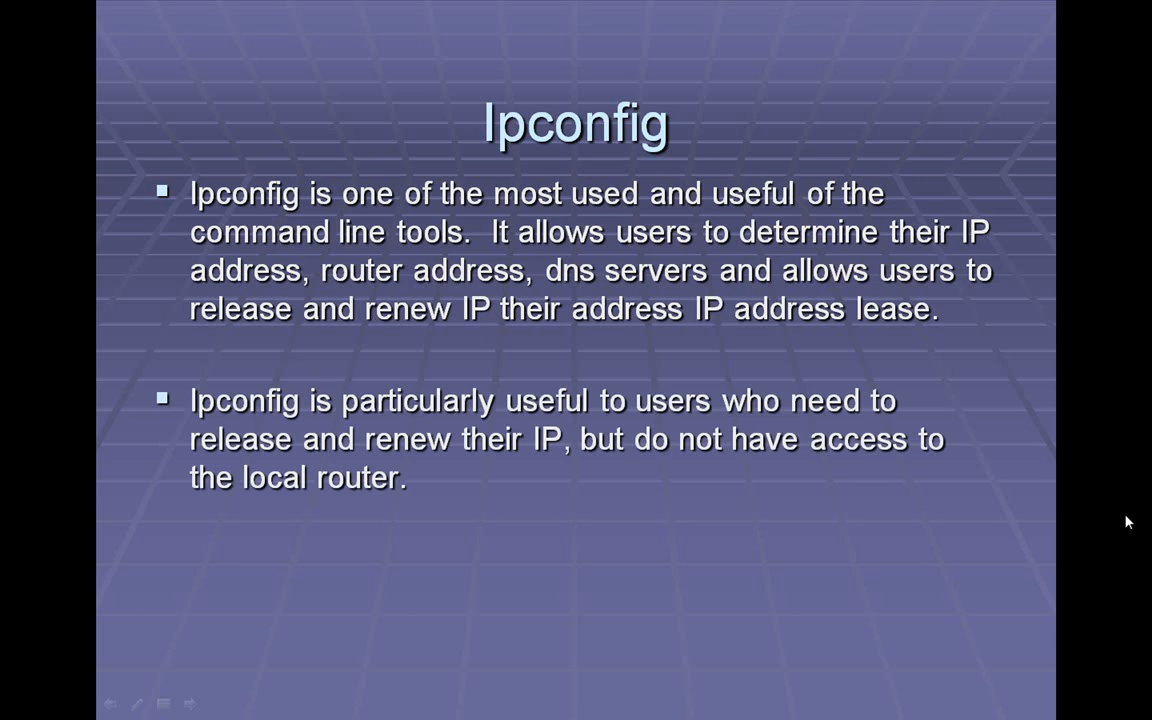 Ipconfig
Ipconfig is one of the most used and useful of the
command line tools.  It allows users to determine their IP
address, router address, dns servers and allows users to
release and renew IP their address IP address lease.
Ipconfig is particularly useful to users who need to
release and renew their IP, but do not have access to
the local router.